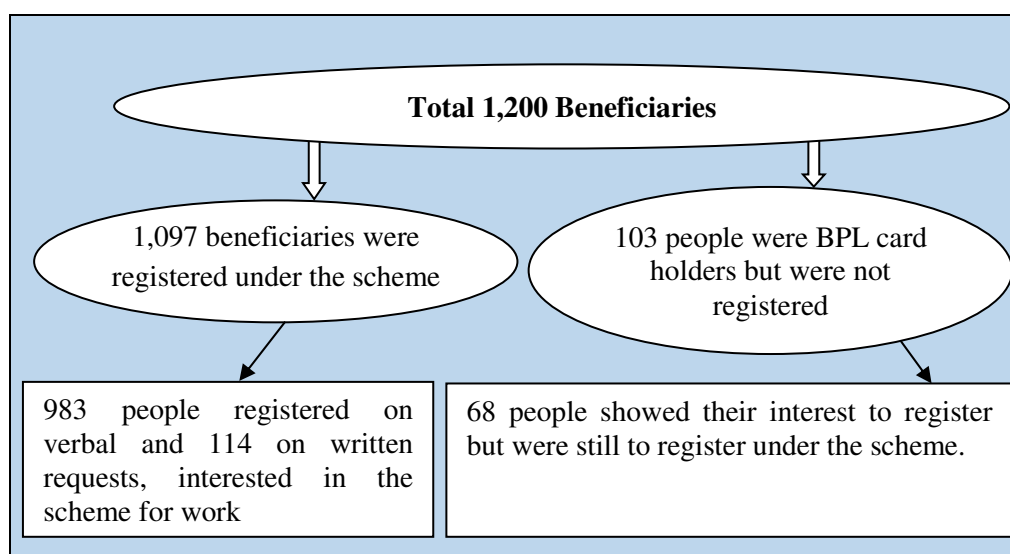 Total 1,200 Beneficiaries
1,097 beneficiaries were
registered under the scheme
103 people were BPL card
holders but were not
registered
983 people registered on
verbal and 114 on written
requests, interested in the
scheme for work
68 people showed their interest to register
but were still to register under the scheme.